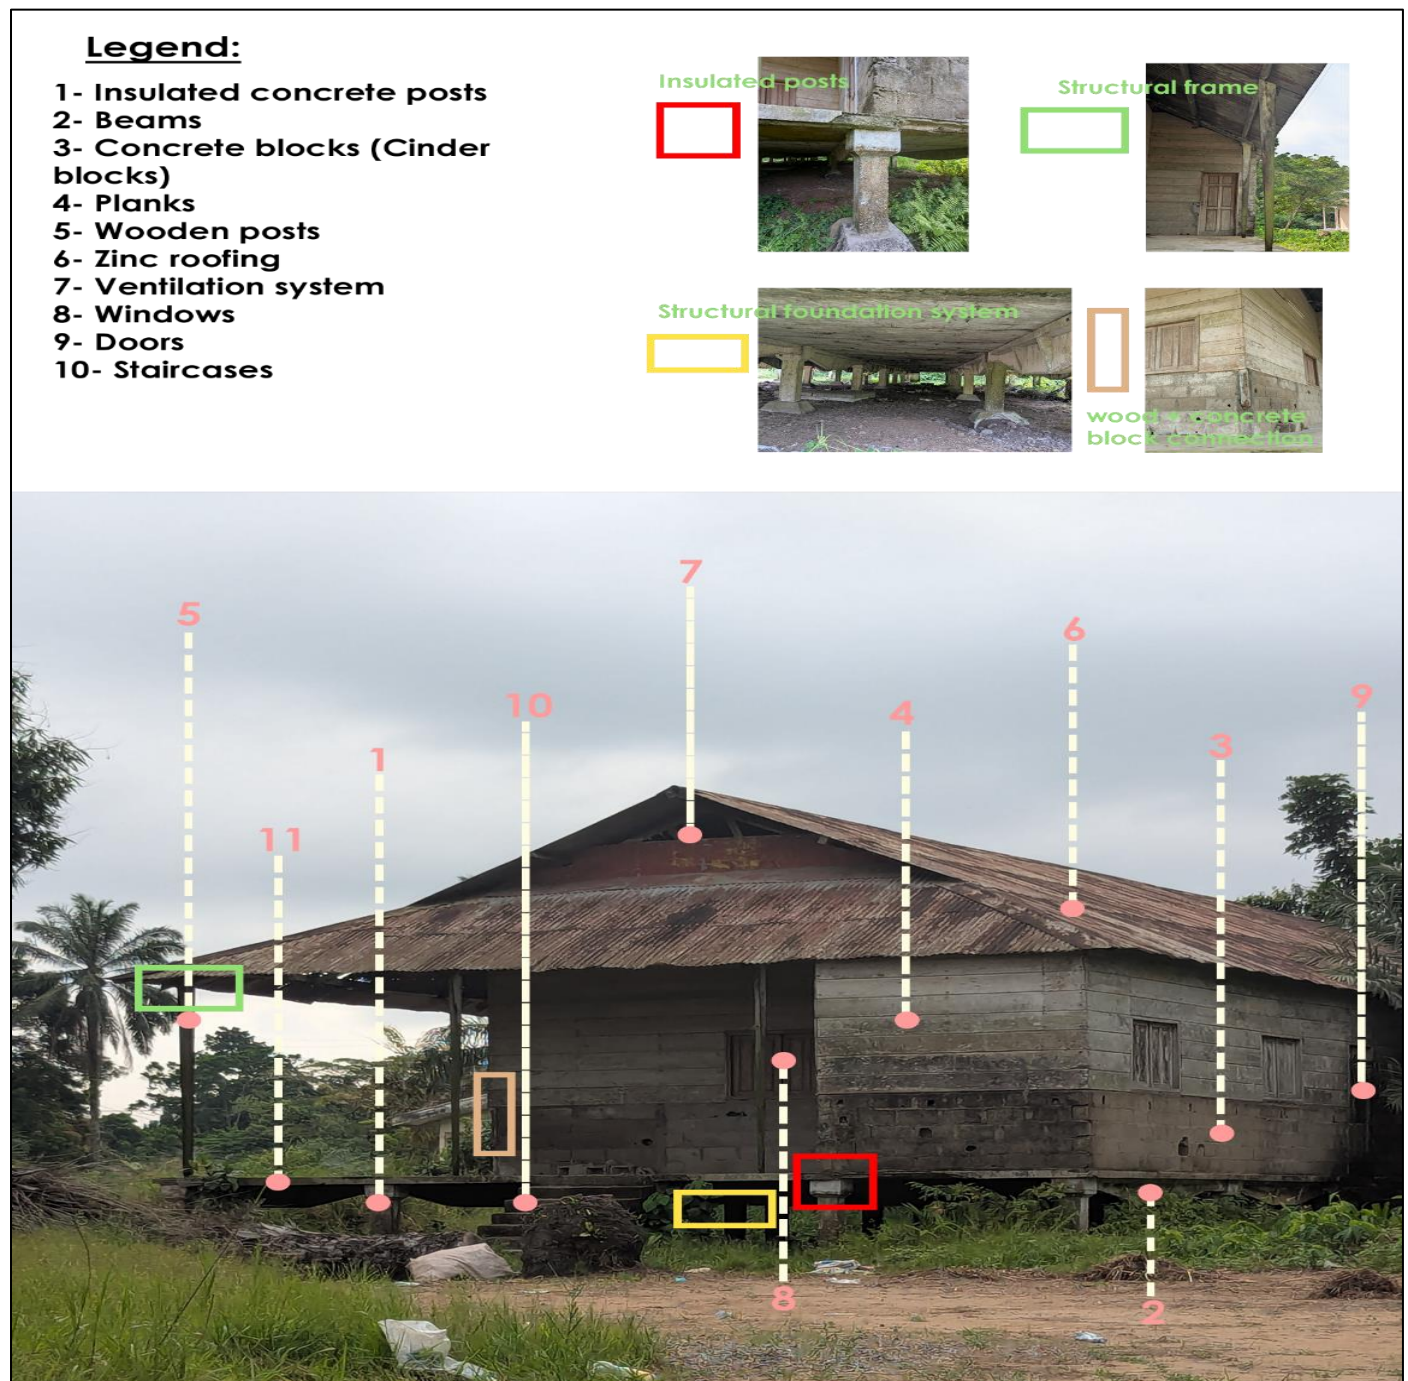 Legend:
1- Insulated concrete posts
2- Beams
3- Concrete blocks (Cinder
blocks)
4- Planks
5- Wooden posts
6- Zinc roofing
7- Ventilation system
8- Windows
9- Doors
10- Staircases
Insulated posts
Structural frame
Structural foundation system
wood + concrete
block connection
7
5
6
10
4
9
3
1
11
8
2